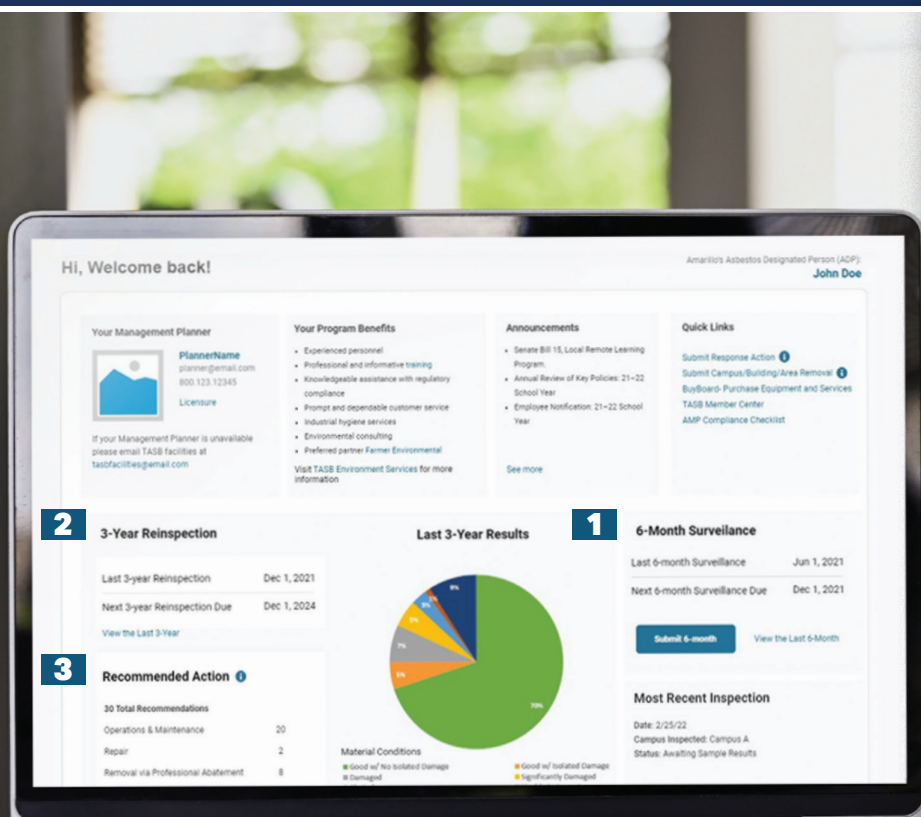 Hi, Welcome back!
Amarillo's Asbestos Designated Person (ADP):
John Doe
Your Management Planner
PlannerName
planner@email.com
800.123.12345
Licensure
If your Management Planner is unavailable
please email TASB facilities at
tasbfacilities@email.com
Your Program Benefits
• Experienced personnel
• Professional and informative training
• Knowledgeable assistance with regulatory
compliance
• Prompt and dependable customer service
• Industrial hygiene services
• Environmental consulting
• Preferred partner Farmer Environmental
Visit TASB Environment Services for more
information
Announcements
• Senate Bill 15, Local Remote Learning
Program.
• Annual Review of Key Policies: 21–22
School Year
• Employee Notification: 21–22 School
Year
See more
Quick Links
Submit Response Action
Submit Campus/Building/Area Removal
BuyBoard- Purchase Equipment and Services
TASB Member Center
AMP Compliance Checklist
2
3-Year Reinspection
Last 3-year Reinspection Dec 1, 2021
Next 3-year Reinspection Due Dec 1, 2024
View the Last 3-Year
3
Recommended Action
30 Total Recommendations
Operations & Maintenance 20
Repair 2
Removal via Professional Abatement 8
Last 3-Year Results
9%
7%
70%
Material Conditions
Good w/ No Isolated Damage
Good w/ Isolated Damage
Damaged
Significantly Damaged
1
6-Month Surveilance
Last 6-month Surveillance Jun 1, 2021
Next 6-month Surveillance Due Dec 1, 2021
Submit 6-month
View the Last 6-Month
Most Recent Inspection
Date: 2/25/22
Campus Inspected: Campus A
Status: Awaiting Sample Results